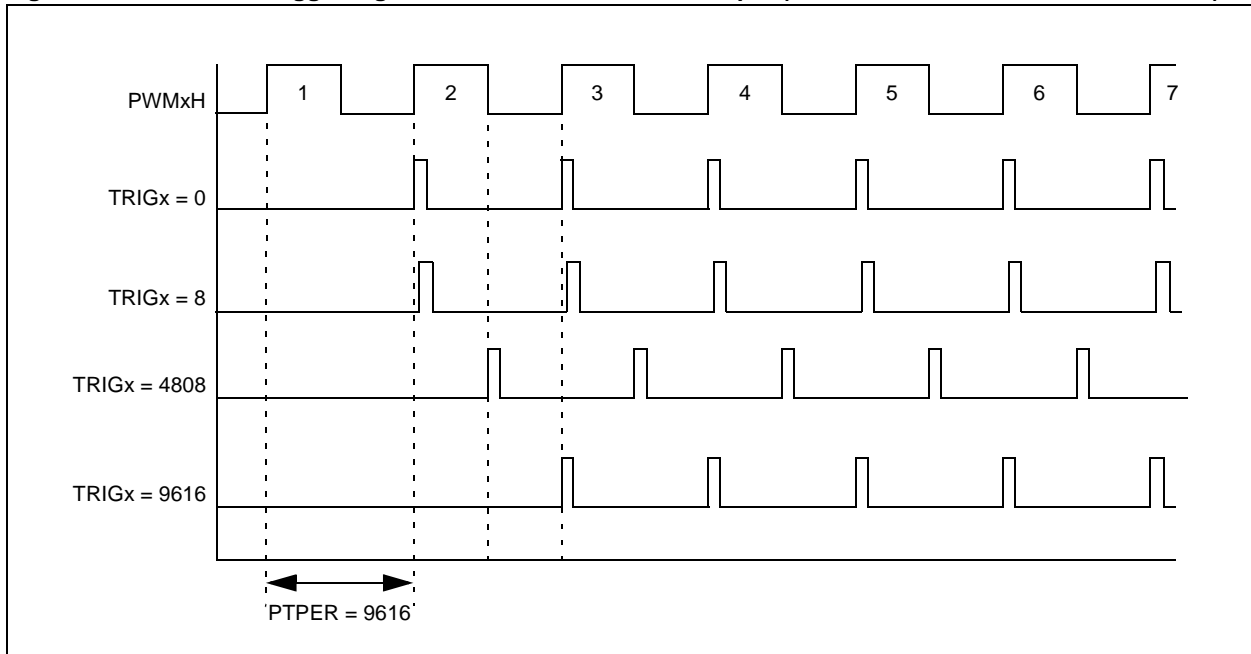 PWMxH
1 2 3 4 5 6 7
TRIGx = 0
TRIGx = 8
TRIGx = 4808
TRIGx = 9616
PTPER = 9616